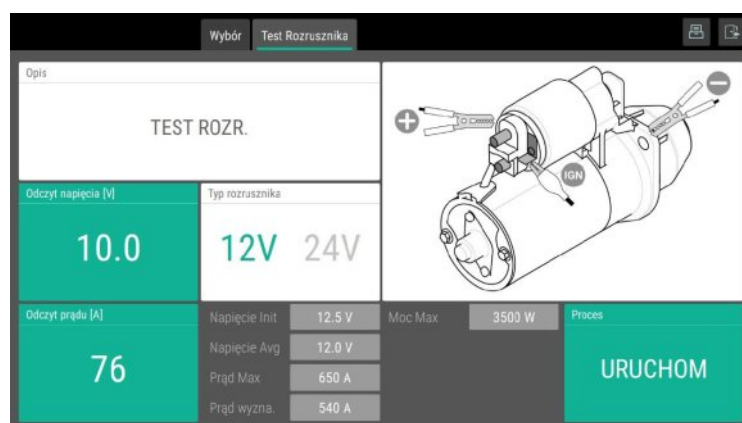 Wybór
Test Rozrusznika
Opis
TEST ROZR.
Odczyt napięcia [V]
10.0
Typ rozrusznika
12V 24V
IGN
Odczyt prądu [A]
76
Napięcie Init 12.5 V
Napięcie Avg 12.0 V
Prąd Max 650 A
Prąd wyzna. 540 A
Moc Max 3500 W
Proces
URUCHOM